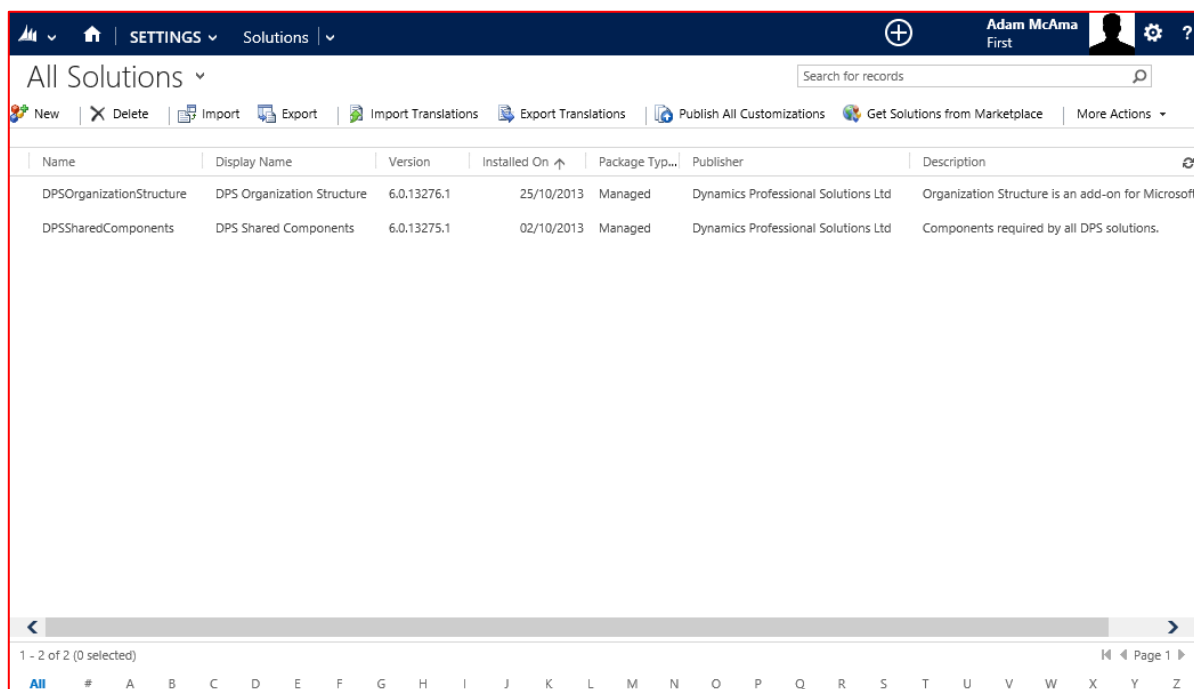 SETTINGS Solutions Adam McAma
First ?
All Solutions Search for records
New Delete Import Export Import Translations Export Translations Publish All Customizations Get Solutions from Marketplace More Actions
Name Display Name Version Installed On Package Typ... Publisher Description
DPSOrganizationStructure DPS Organization Structure 6.0.13276.1 25/10/2013 Managed Dynamics Professional Solutions Ltd Organization Structure is an add-on for Microsoft
DPSSharedComponents DPS Shared Components 6.0.13275.1 02/10/2013 Managed Dynamics Professional Solutions Ltd Components required by all DPS solutions.
1 - 2 of 2 (0 selected) Page 1
All # A B C D E F G H I J K L M N O P Q R S T U V W X Y Z